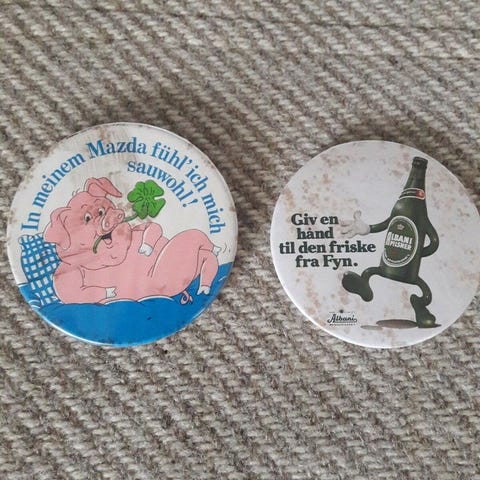 In meinem Mazda fühl' ich mich
sauwohl!
Giv en
hånd
til den friske
fra Fyn.
ALBANI
PILSNER
Albani